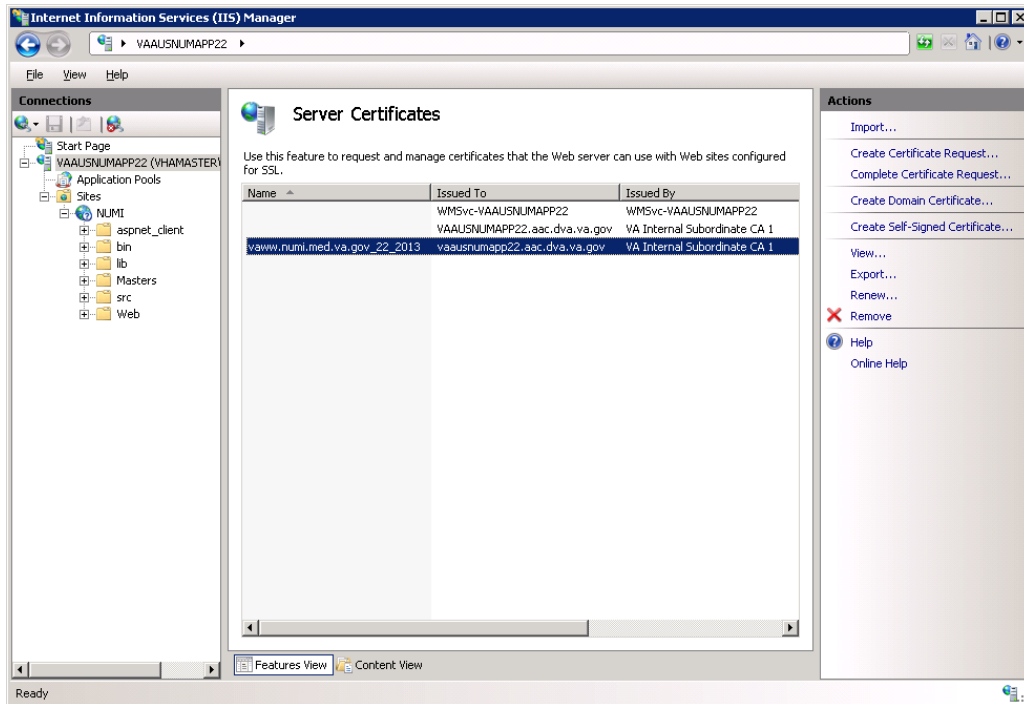 Internet Information Services (IIS) Manager
VAAUSNUMAPP22
File View Help
Connections
Start Page
VAAUSNUMAPP22 (VHAMASTER\
Application Pools
Sites
NUMI
aspnet_client
bin
lib
Masters
src
Web
Server Certificates
Use this feature to request and manage certificates that the Web server can use with Web sites configured
for SSL.
Name Issued To Issued By
WMSvc-VAAUSNUMAPP22 WMSvc-VAAUSNUMAPP22
VAAUSNUMAPP22.aac.dva.va.gov VA Internal Subordinate CA 1
vaww.numi.med.va.gov_22_2013 vaausnumapp22.aac.dva.va.gov VA Internal Subordinate CA 1
Features View Content View
Actions
Import...
Create Certificate Request...
Complete Certificate Request...
Create Domain Certificate...
Create Self-Signed Certificate...
View...
Export...
Renew...
Remove
Help
Online Help
Ready